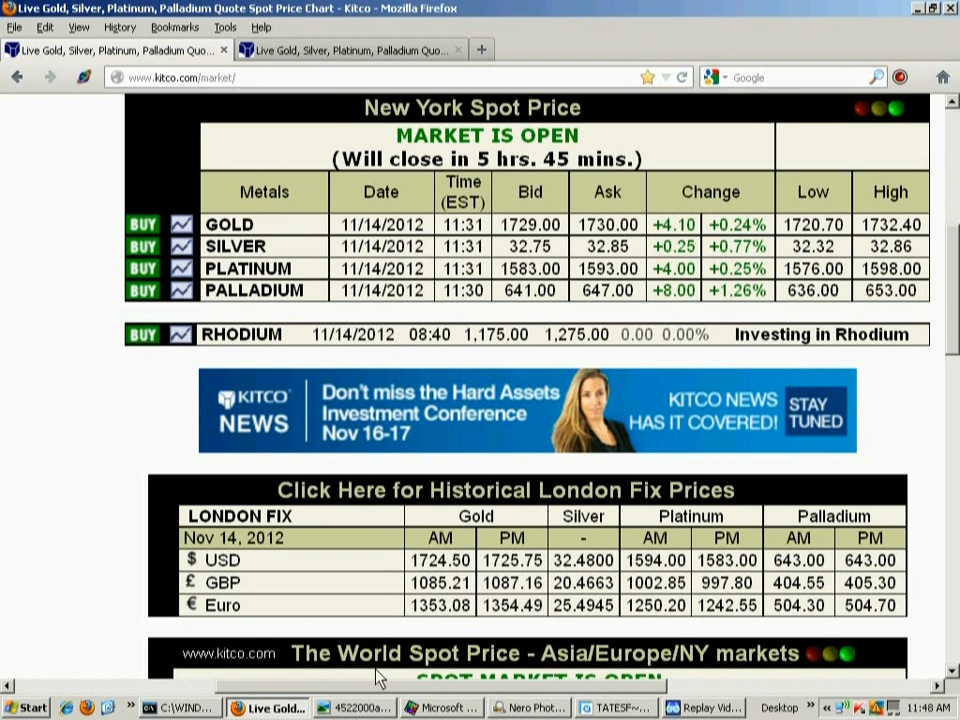 Live Gold, Silver, Platinum, Palladium Quote Spot Price Chart - Kitco - Mozilla Firefox
File Edit View History Bookmarks Tools Help
Live Gold, Silver, Platinum, Palladium Quo... × Live Gold, Silver, Platinum, Palladium Quo... × +
www.kitco.com/market/ Google
New York Spot Price
MARKET IS OPEN
(Will close in 5 hrs. 45 mins.)
Metals Date Time (EST) Bid Ask Change Low High
BUY GOLD 11/14/2012 11:31 1729.00 1730.00 +4.10 +0.24% 1720.70 1732.40
BUY SILVER 11/14/2012 11:31 32.75 32.85 +0.25 +0.77% 32.32 32.86
BUY PLATINUM 11/14/2012 11:31 1583.00 1593.00 +4.00 +0.25% 1576.00 1598.00
BUY PALLADIUM 11/14/2012 11:30 641.00 647.00 +8.00 +1.26% 636.00 653.00
BUY RHODIUM 11/14/2012 08:40 1,175.00 1,275.00 0.00 0.00% Investing in Rhodium
KITCO NEWS
Don't miss the Hard Assets
Investment Conference
Nov 16-17
KITCO NEWS
HAS IT COVERED!
STAY TUNED
Click Here for Historical London Fix Prices
LONDON FIX Gold Silver Platinum Palladium
Nov 14, 2012 AM PM - AM PM AM PM
$ USD 1724.50 1725.75 32.4800 1594.00 1583.00 643.00 643.00
£ GBP 1085.21 1087.16 20.4663 1002.85 997.80 404.55 405.30
€ Euro 1353.08 1354.49 25.4945 1250.20 1242.55 504.30 504.70
www.kitco.com The World Spot Price - Asia/Europe/NY markets
SPOT MARKET IS OPEN
Start » C:\WIND... Live Gold... 4522000a... Microsoft ... Nero Phot... TATESF~... Replay Vid... Desktop » « 11:48 AM